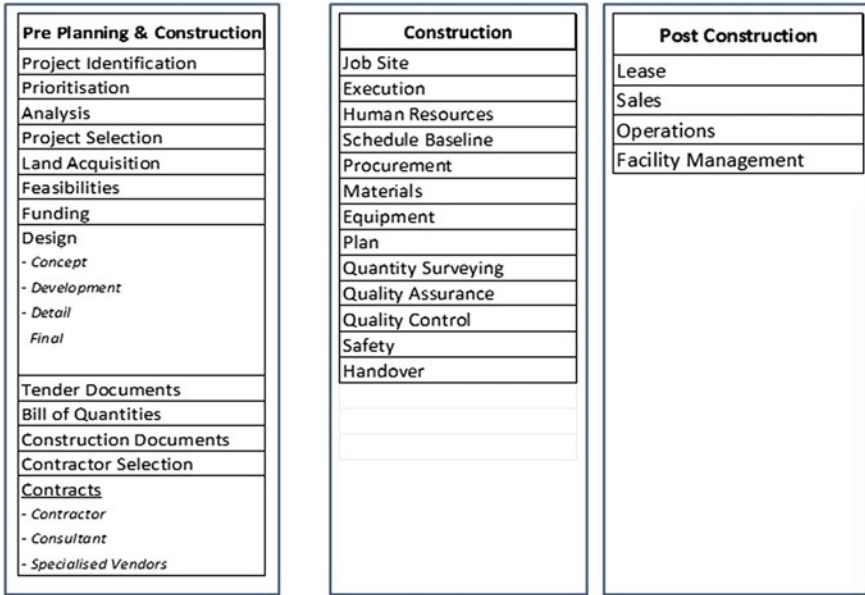 Pre Planning & Construction
Project Identification
Prioritisation
Analysis
Project Selection
Land Acquisition
Feasibilities
Funding
Design
- Concept
- Development
- Detail
Final
Tender Documents
Bill of Quantities
Construction Documents
Contractor Selection
Contracts
- Contractor
- Consultant
- Specialised Vendors
Construction
Job Site
Execution
Human Resources
Schedule Baseline
Procurement
Materials
Equipment
Plan
Quantity Surveying
Quality Assurance
Quality Control
Safety
Handover
Post Construction
Lease
Sales
Operations
Facility Management